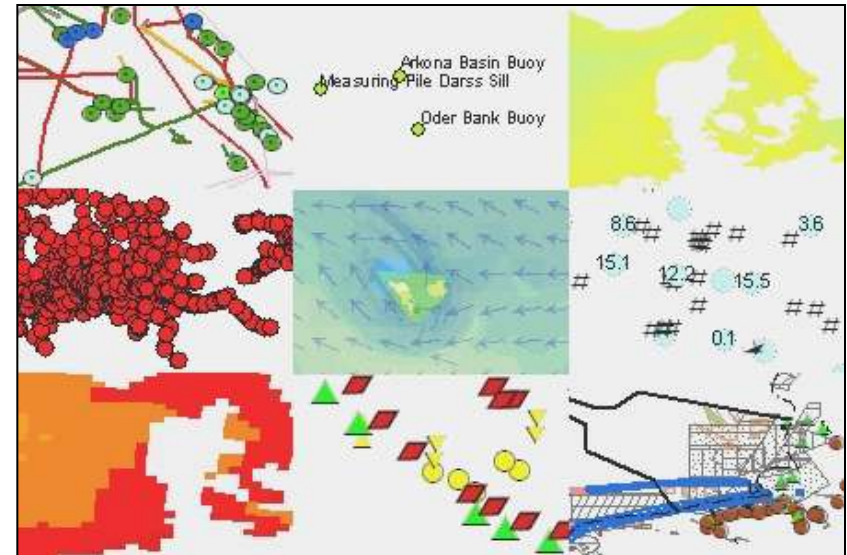 Arkona Basin Buoy
Measuring Pile Darss Sill
Oder Bank Buoy
8.6
3.6
15.1
12.2
15.5
0.1